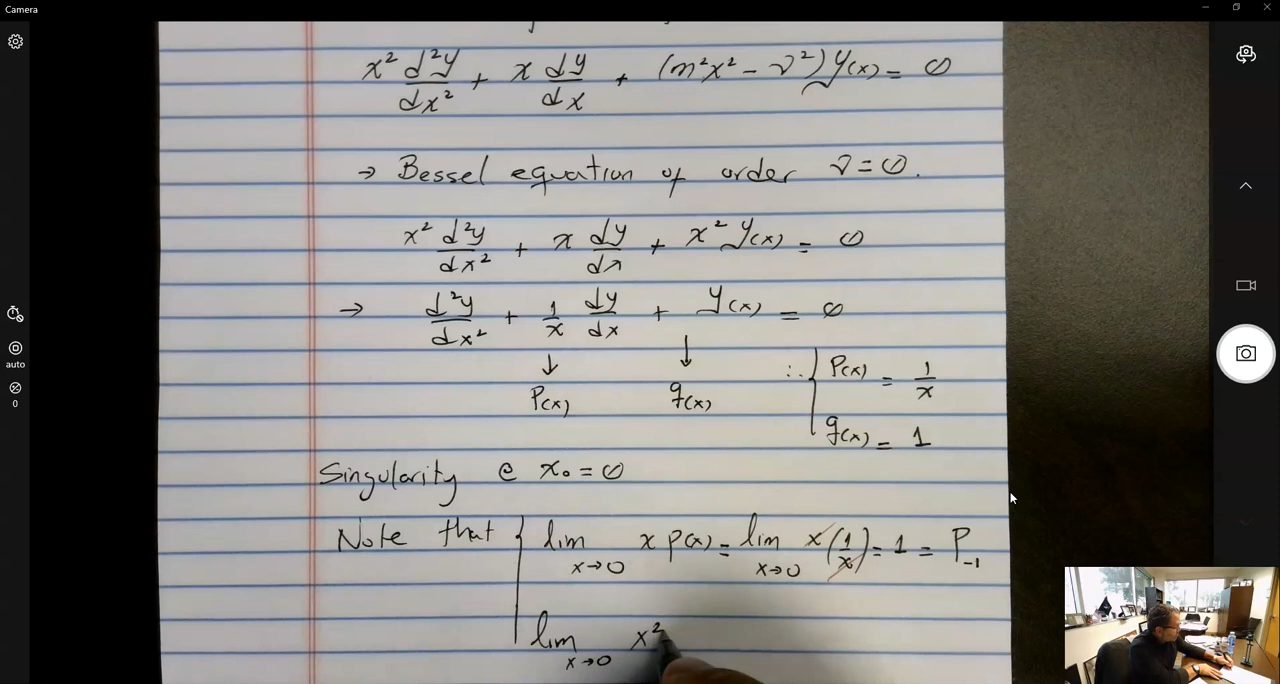 Camera
x² d²y/dx² + x dy/dx + (m²x² - ν²) y(x) = 0
→ Bessel equation of order ν = 0.
x² d²y/dx² + x dy/dx + x² y(x) = 0
→ d²y/dx² + 1/x dy/dx + y(x) = 0
↓ ↓
P(x) q(x)
∴ { P(x) = 1/x
q(x) = 1
Singularity @ x₀ = 0
Note that { lim x→0 x p(x) = lim x→0 x (1/x) = 1 = P₋₁
lim x→0 x²
auto
0